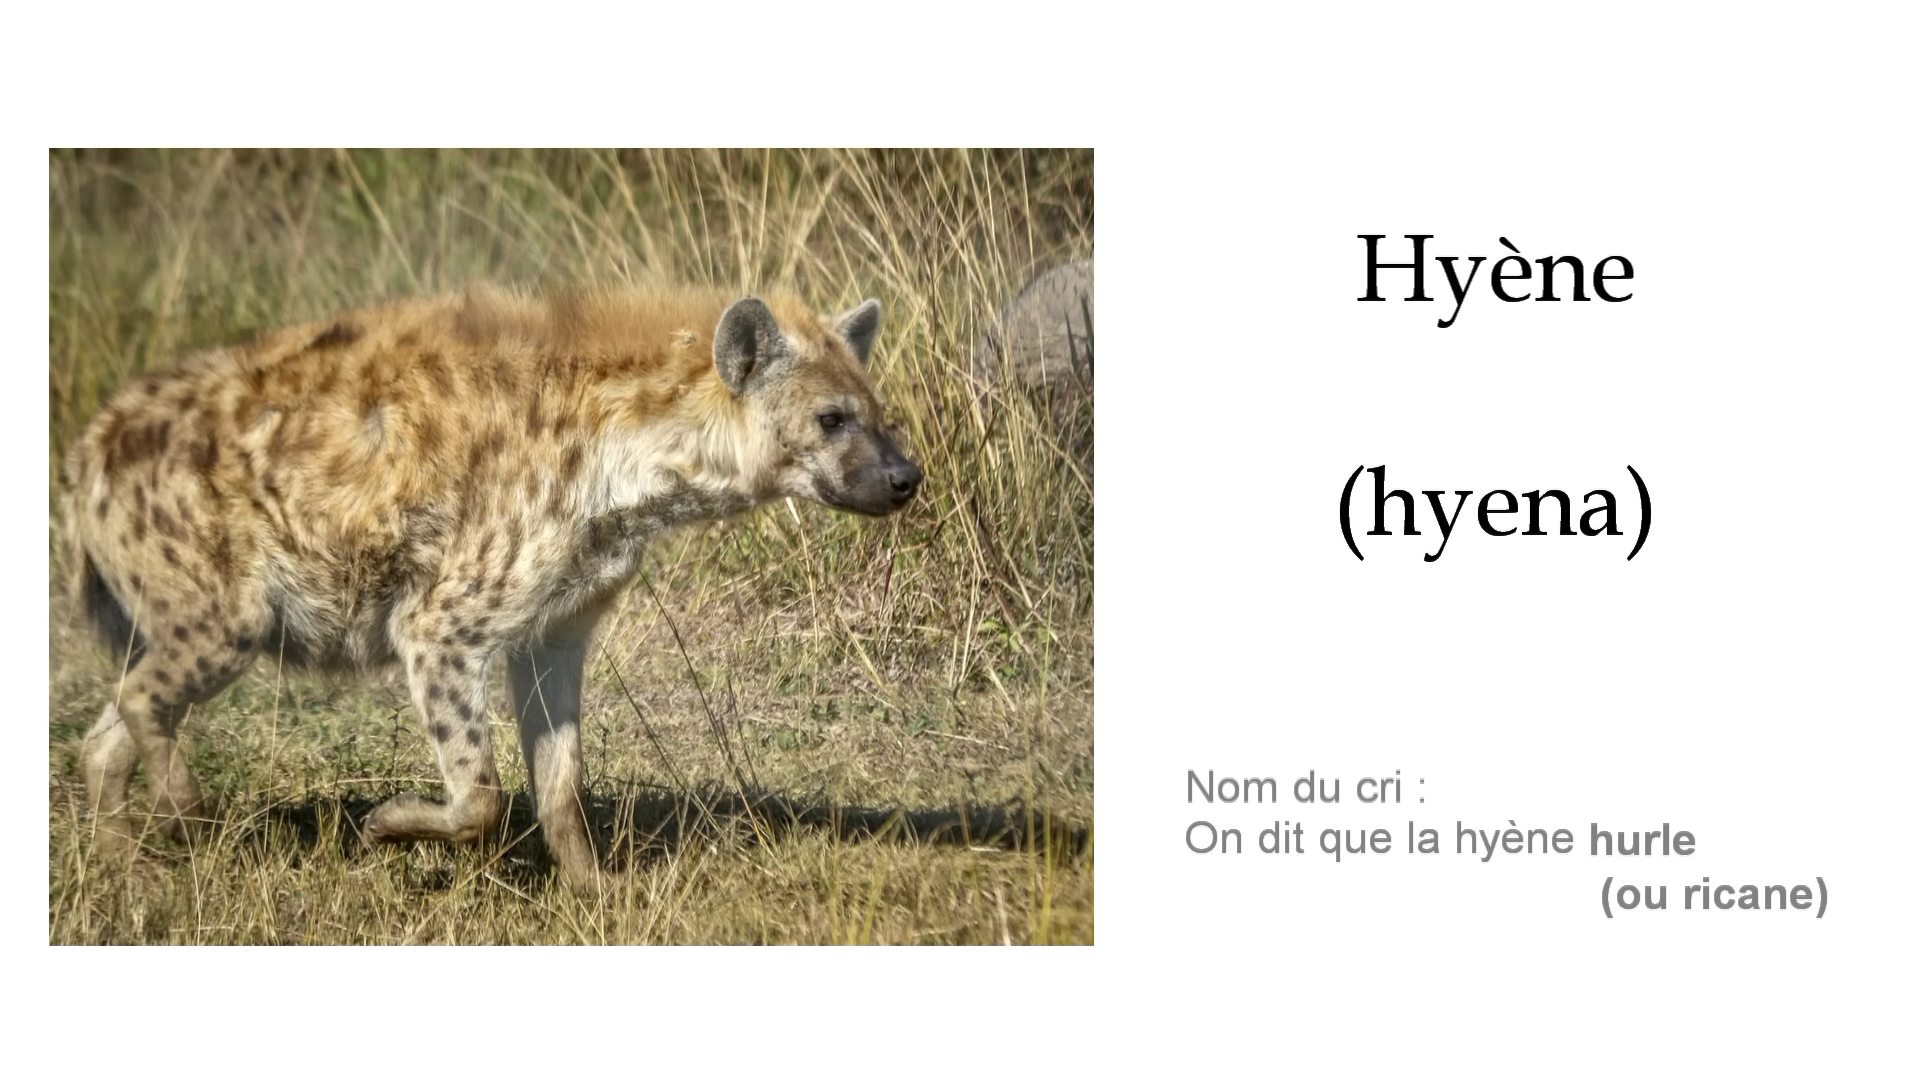 Hyène
(hyena)
Nom du cri :
On dit que la hyène hurle
(ou ricane)